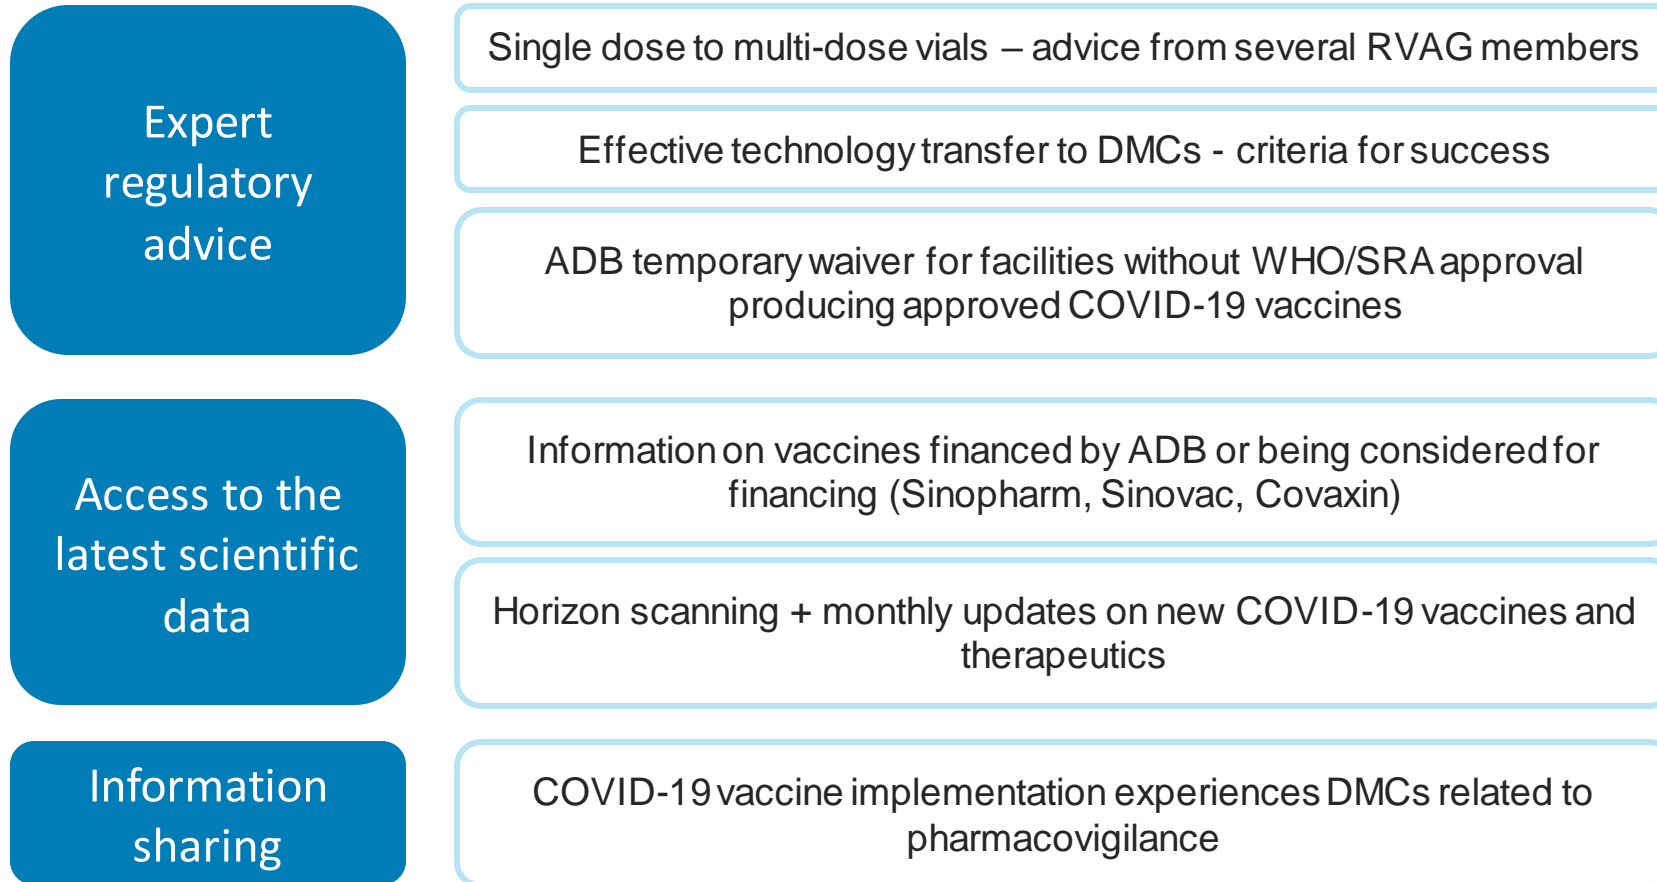 Expert
regulatory
advice
Single dose to multi-dose vials – advice from several RVAG members
Effective technology transfer to DMCs - criteria for success
ADB temporary waiver for facilities without WHO/SRA approval
producing approved COVID-19 vaccines
Access to the
latest scientific
data
Information on vaccines financed by ADB or being considered for
financing (Sinopharm, Sinovac, Covaxin)
Horizon scanning + monthly updates on new COVID-19 vaccines and
therapeutics
Information
sharing
COVID-19 vaccine implementation experiences DMCs related to
pharmacovigilance